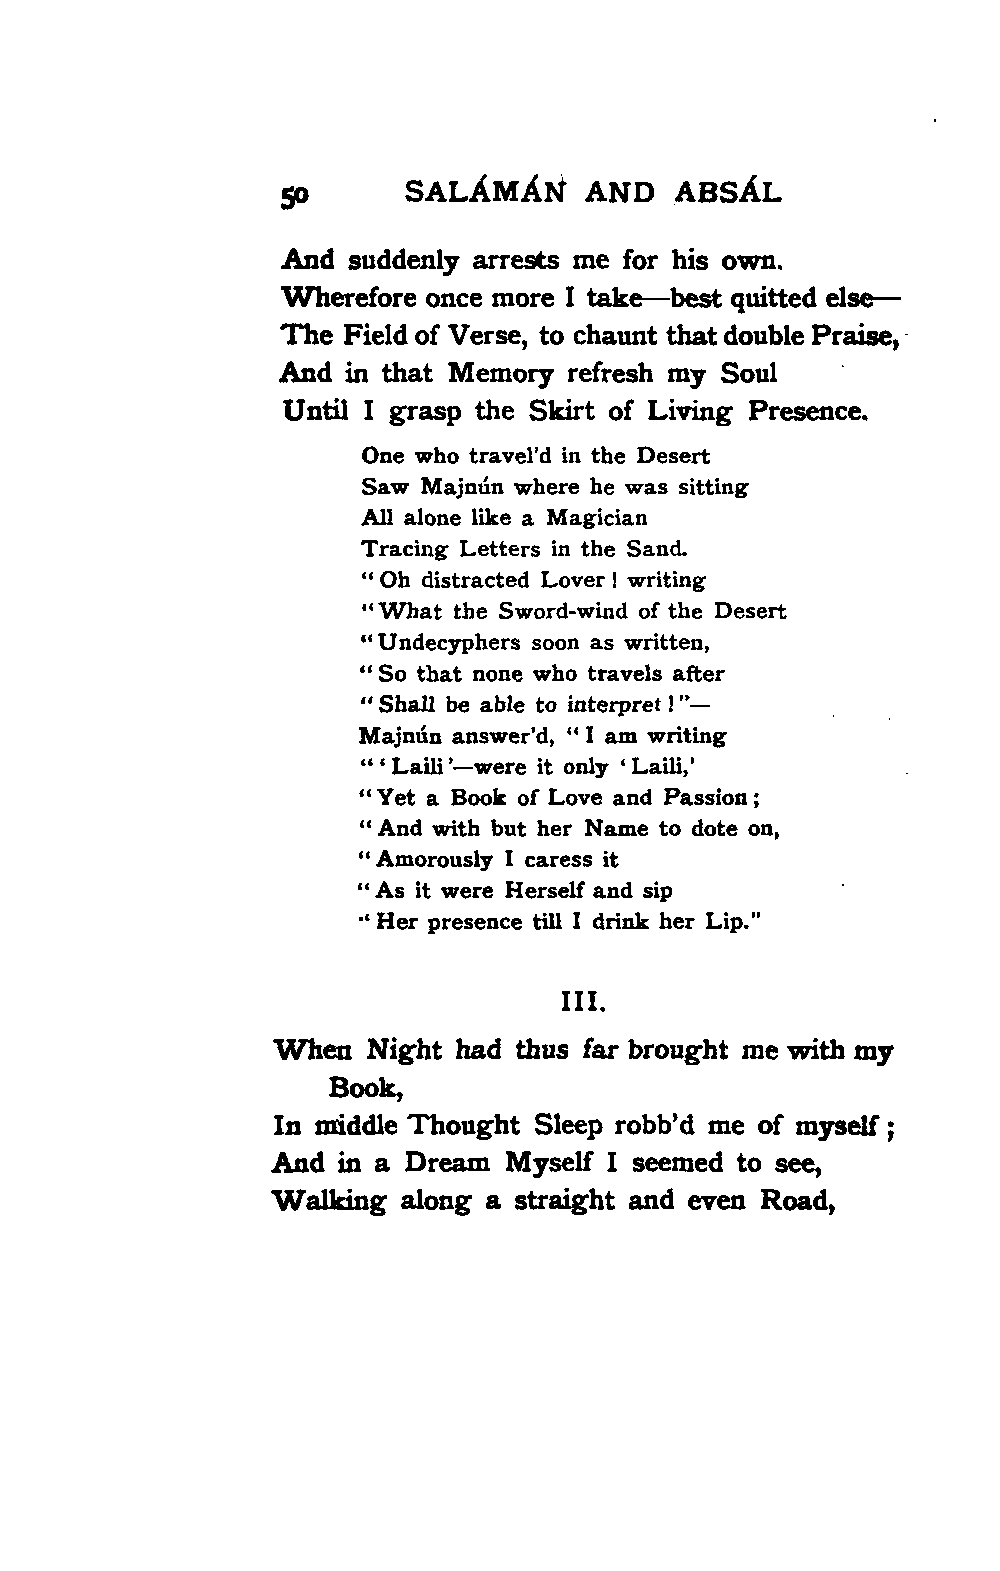 50 SALÁMÁN AND ABSÁL
And suddenly arrests me for his own.
Wherefore once more I take—best quitted else—
The Field of Verse, to chaunt that double Praise,
And in that Memory refresh my Soul
Until I grasp the Skirt of Living Presence.
One who travel'd in the Desert
Saw Majnún where he was sitting
All alone like a Magician
Tracing Letters in the Sand.
"Oh distracted Lover! writing
"What the Sword-wind of the Desert
"Undecyphers soon as written,
"So that none who travels after
"Shall be able to interpret!"—
Majnún answer'd, "I am writing
"'Laili'—were it only 'Laili,'
"Yet a Book of Love and Passion;
"And with but her Name to dote on,
"Amorously I caress it
"As it were Herself and sip
"Her presence till I drink her Lip."
III.
When Night had thus far brought me with my
Book,
In middle Thought Sleep robb'd me of myself;
And in a Dream Myself I seemed to see,
Walking along a straight and even Road,